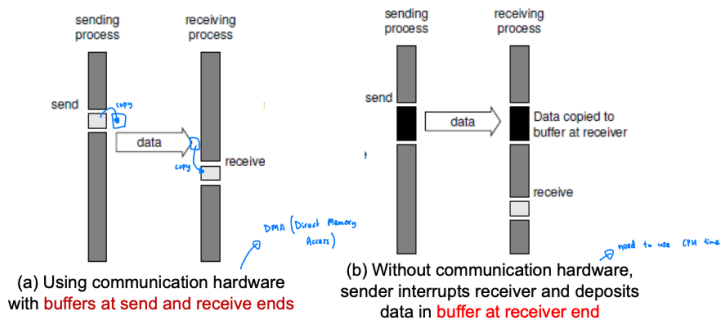 sending
process
receiving
process
send
copy
data
copy
receive
DMA (Direct Memory
Access)
(a) Using communication hardware
with buffers at send and receive ends
sending
process
receiving
process
send
data
Data copied to
buffer at receiver
receive
need to use CPU time
(b) Without communication hardware,
sender interrupts receiver and deposits
data in buffer at receiver end